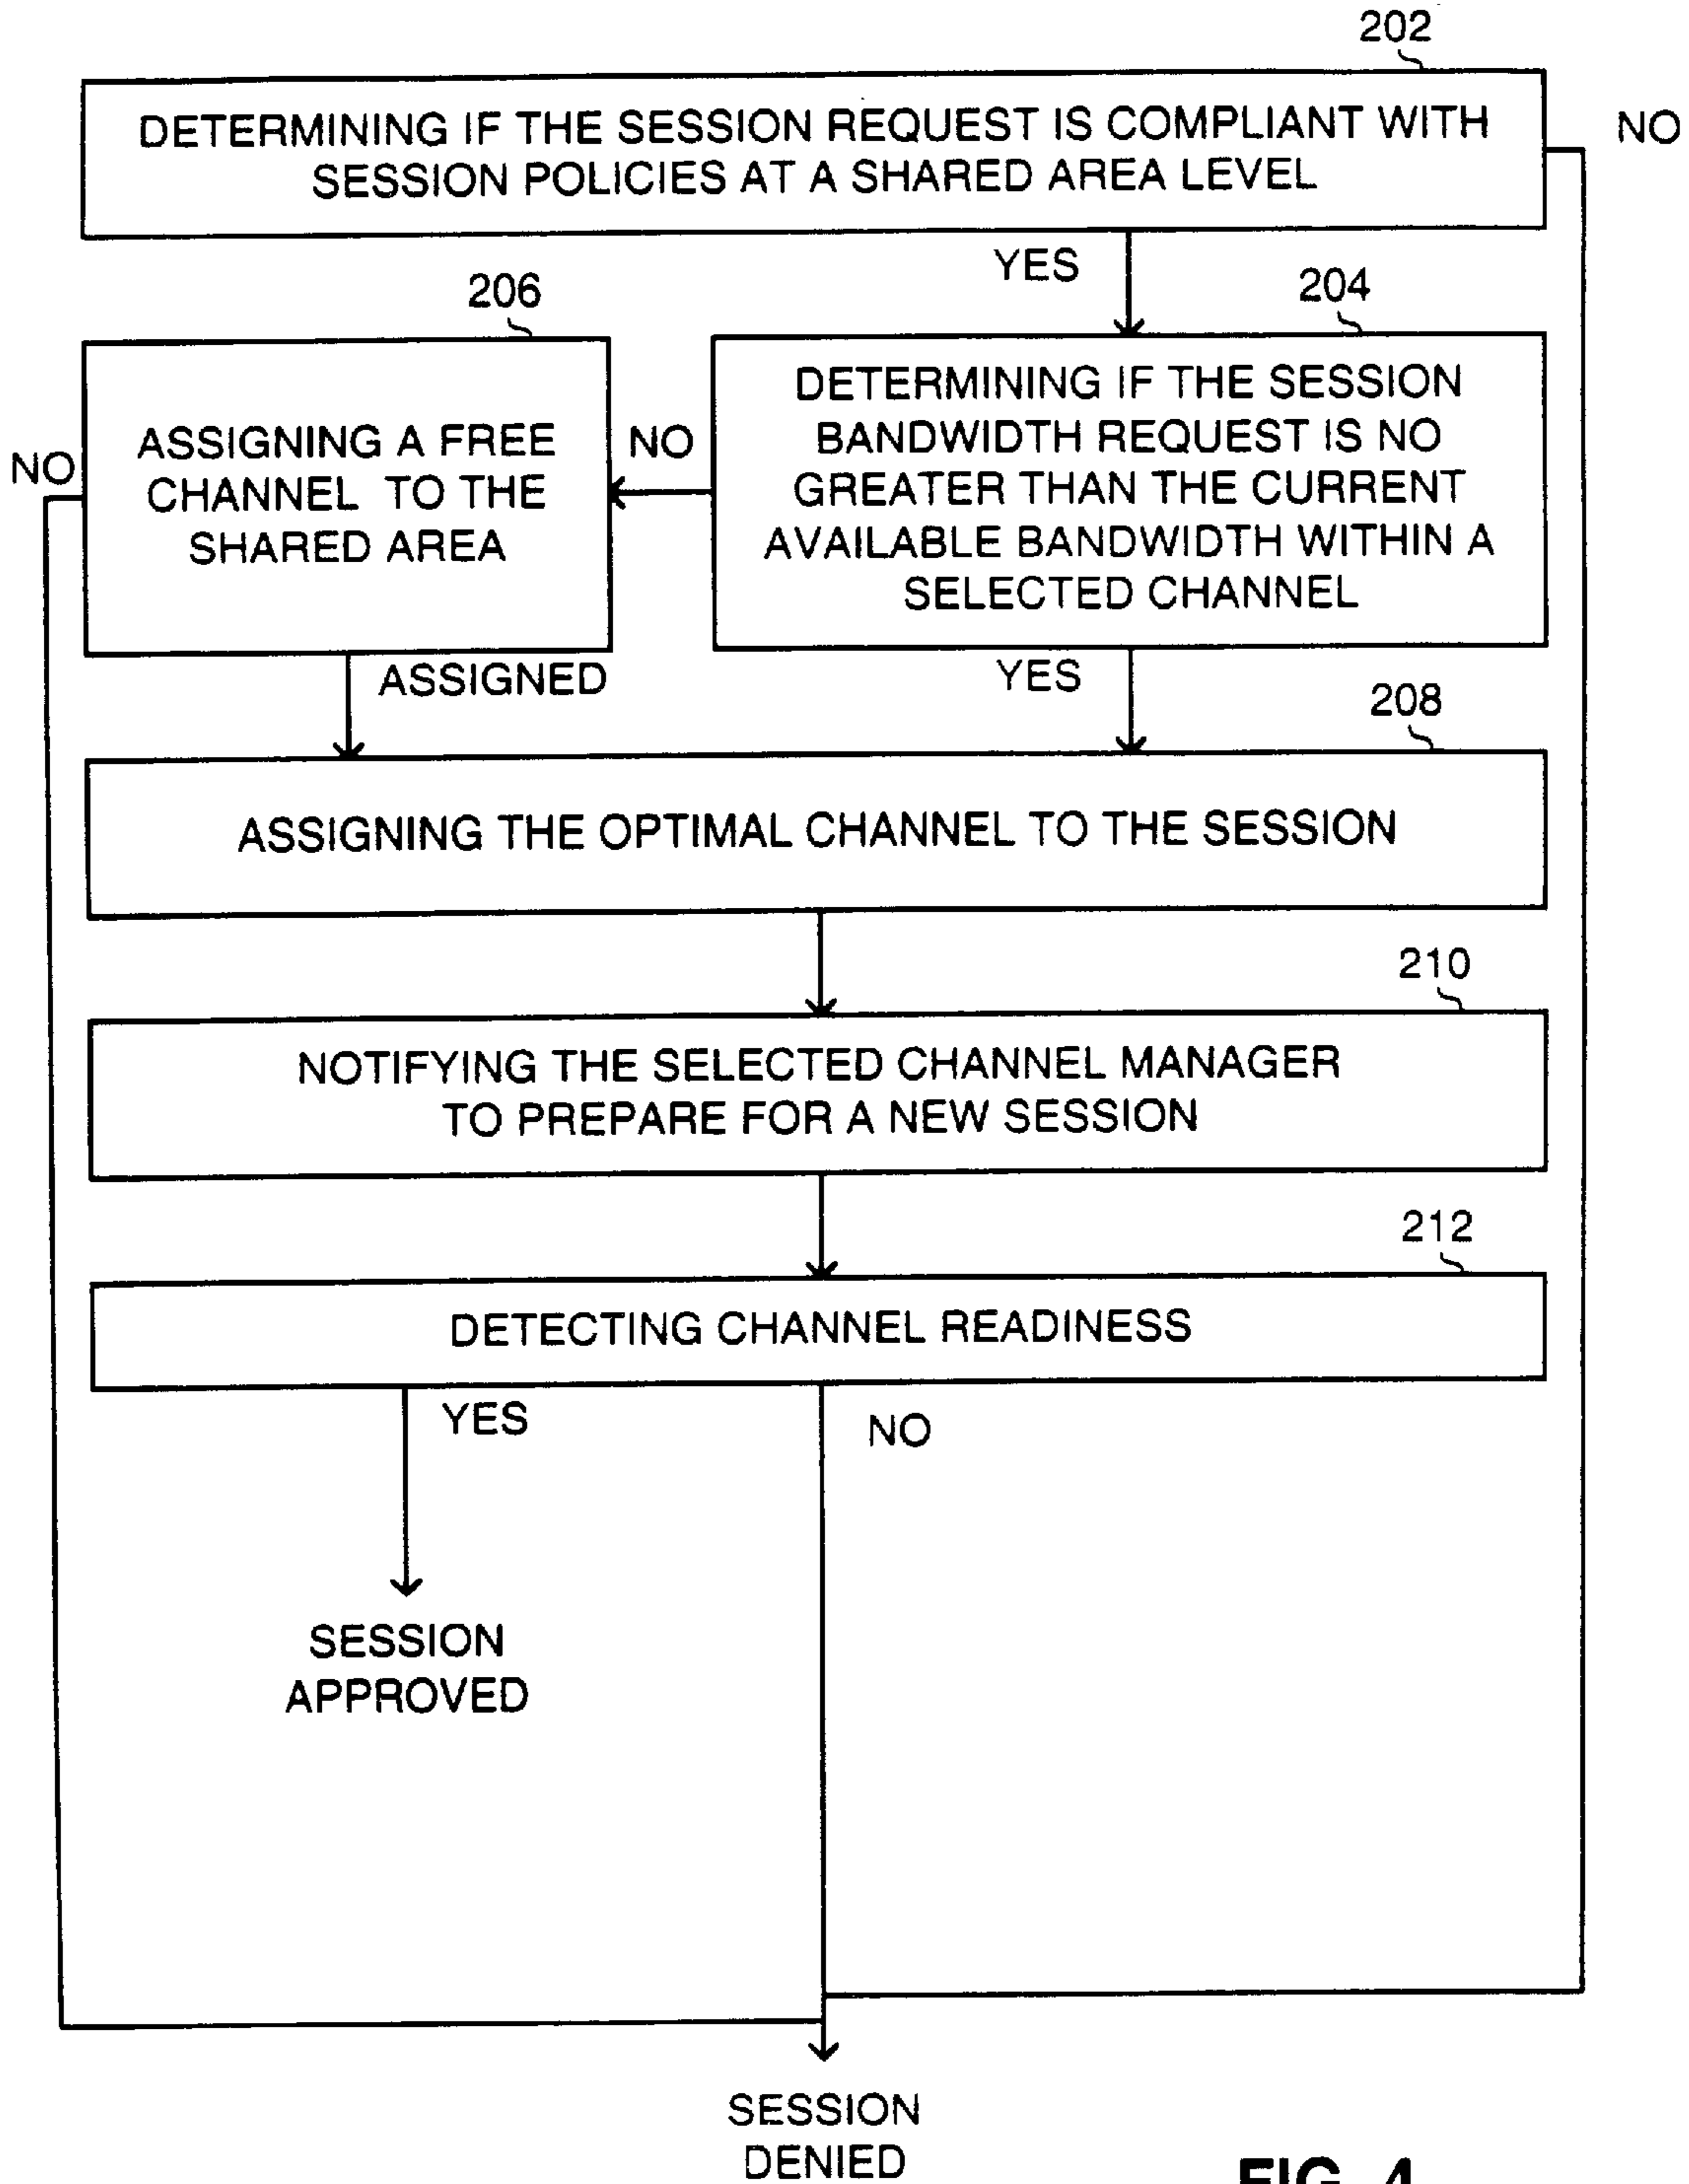 202
DETERMINING IF THE SESSION REQUEST IS COMPLIANT WITH
SESSION POLICIES AT A SHARED AREA LEVEL
NO
YES
206
204
NO
ASSIGNING A FREE
CHANNEL TO THE
SHARED AREA
NO
DETERMINING IF THE SESSION
BANDWIDTH REQUEST IS NO
GREATER THAN THE CURRENT
AVAILABLE BANDWIDTH WITHIN A
SELECTED CHANNEL
ASSIGNED
YES
208
ASSIGNING THE OPTIMAL CHANNEL TO THE SESSION
210
NOTIFYING THE SELECTED CHANNEL MANAGER
TO PREPARE FOR A NEW SESSION
212
DETECTING CHANNEL READINESS
YES
NO
SESSION
APPROVED
SESSION
DENIED
FIG. 4